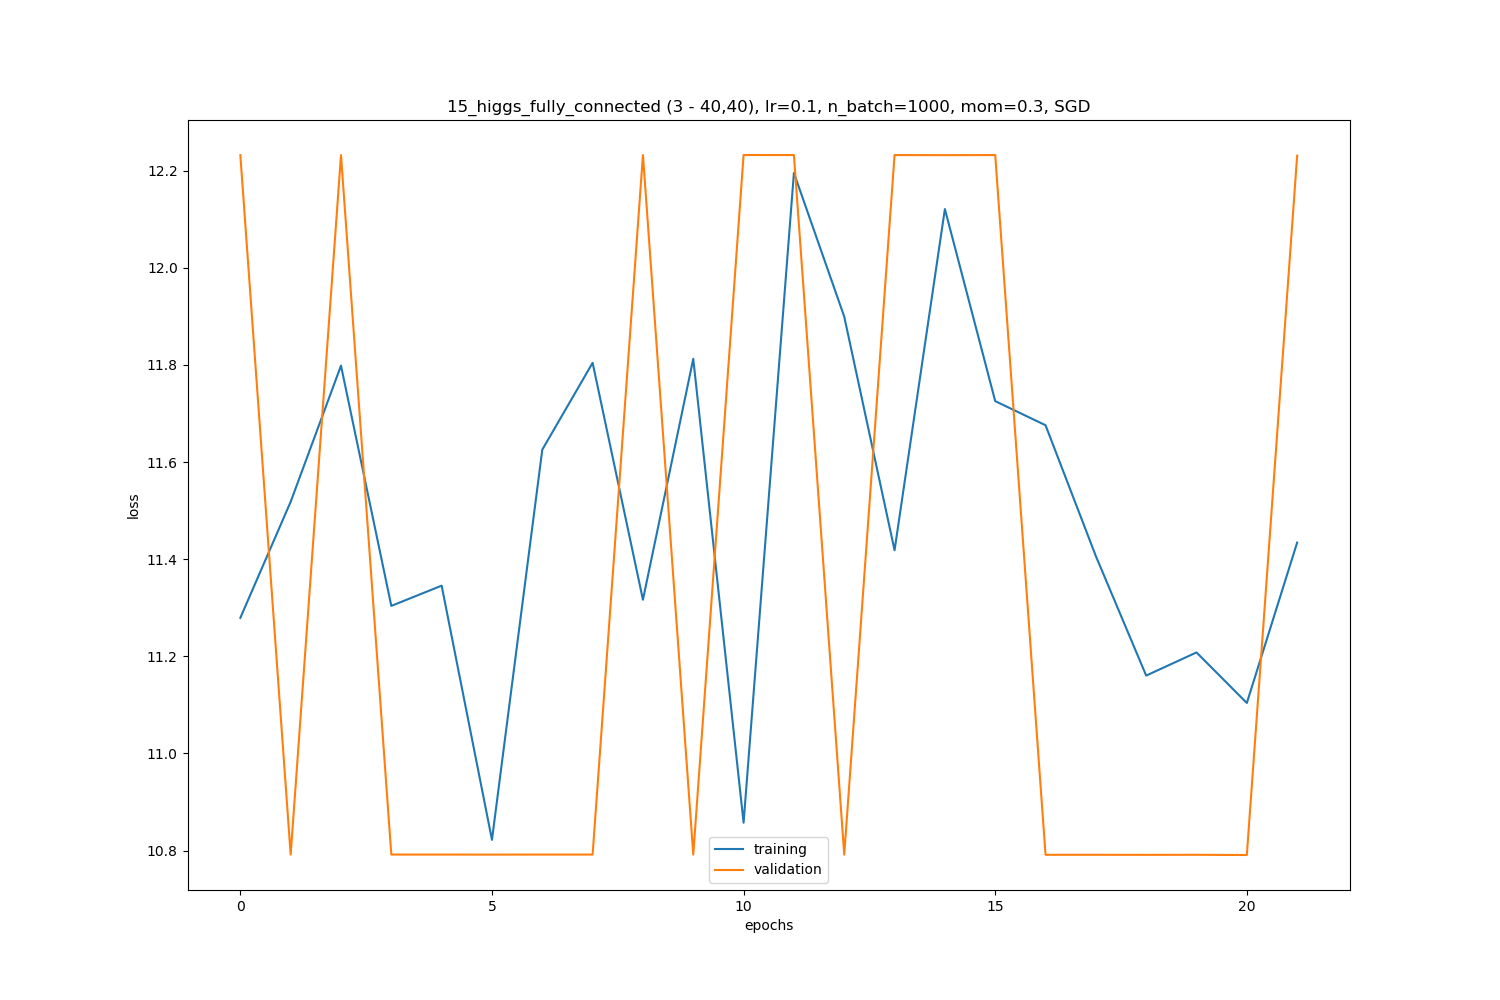 15_higgs_fully_connected (3 - 40,40), lr=0.1, n_batch=1000, mom=0.3, SGD
12.2
12.0
11.8
11.6
11.4
11.2
11.0
10.8
loss
training
validation
0 5 10 15 20
epochs